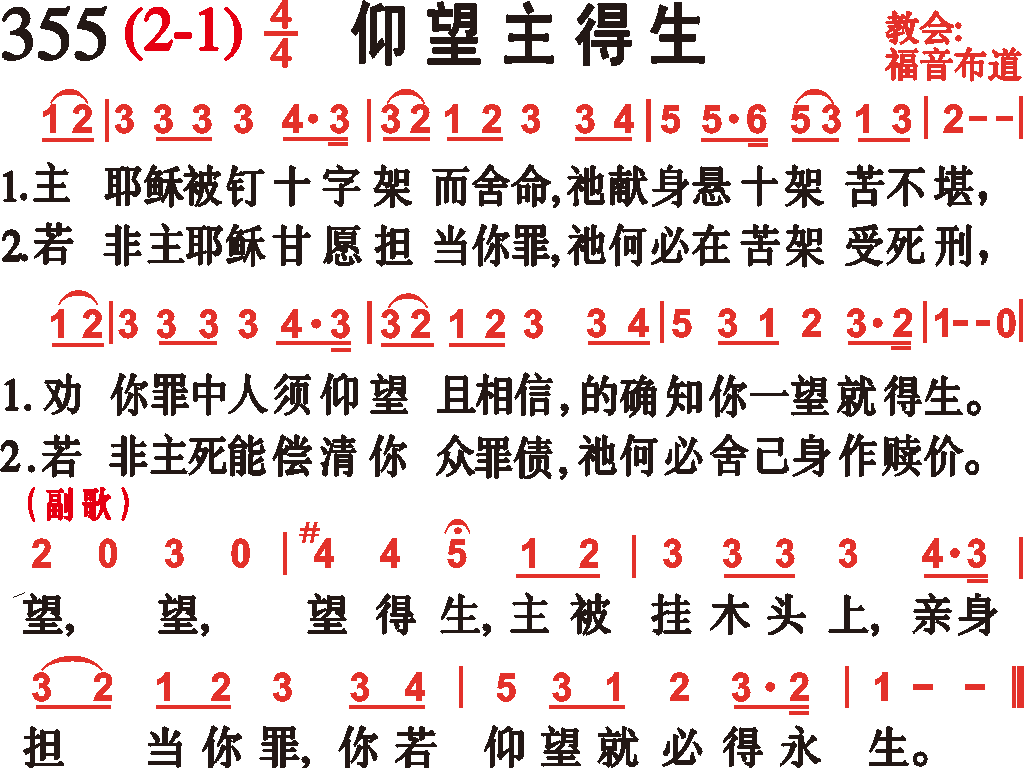 355 (2-1) 4/4 仰望主得生 教会:
福音布道
1 2 | 3 3 3 3 4·3 | 32 1 2 3 3 4 | 5 5·6 53 1 3 | 2--|
1.主 耶稣被钉十字架 而舍命,祂献身悬十架 苦不堪,
2.若 非主耶稣甘愿担 当你罪,祂何必在苦架 受死刑,
1 2 | 3 3 3 3 4·3 | 32 1 2 3 3 4 | 5 3 1 2 3·2 | 1--0|
1.劝 你罪中人须仰望 且相信,的确知你一望就得生。
2.若 非主死能偿清你 众罪债,祂何必舍己身作赎价。
(副歌)
2 0 3 0 | #4 4 5 1 2 | 3 3 3 3 4·3 |
望, 望, 望得生,主被 挂木头上,亲身
3 2 1 2 3 3 4 | 5 3 1 2 3·2 | 1 - - ‖
担 当你罪,你若 仰望就必得永 生。